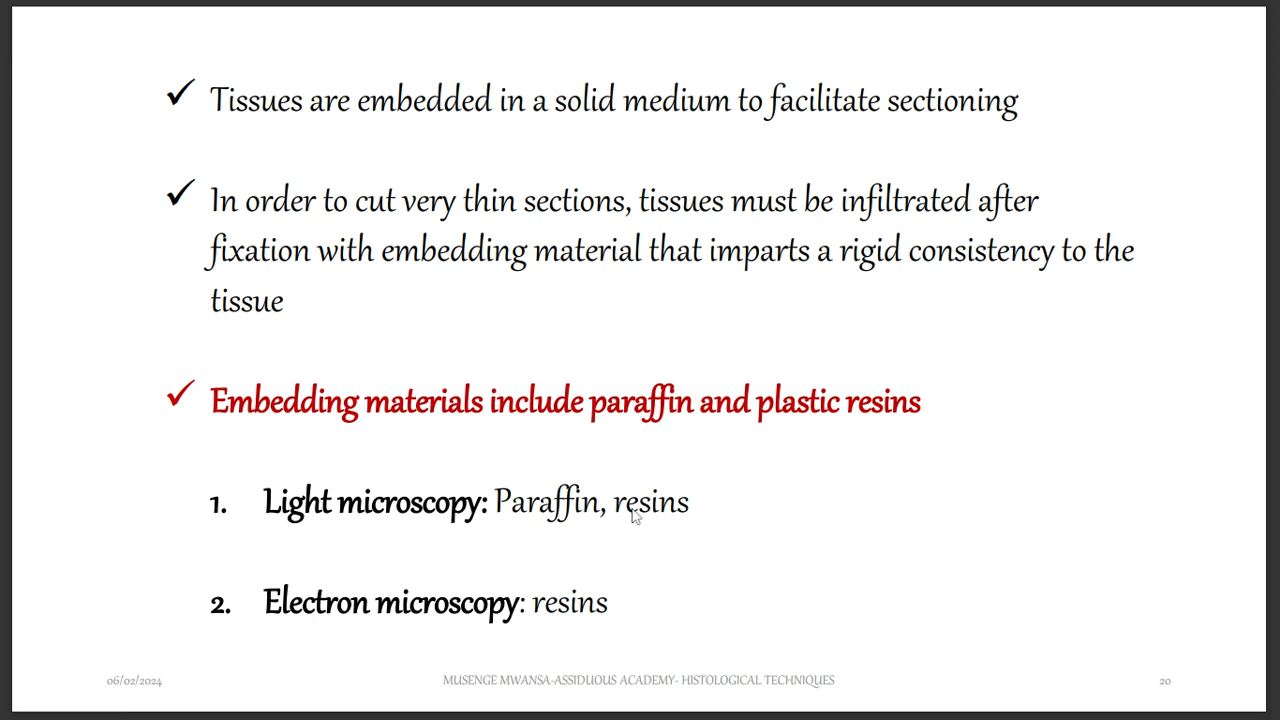 ✓ Tissues are embedded in a solid medium to facilitate sectioning
✓ In order to cut very thin sections, tissues must be infiltrated after
fixation with embedding material that imparts a rigid consistency to the
tissue
✓ Embedding materials include paraffin and plastic resins
1. Light microscopy: Paraffin, resins
2. Electron microscopy: resins
06/02/2024 MUSENGE MWANSA-ASSIDUOUS ACADEMY- HISTOLOGICAL TECHNIQUES 20